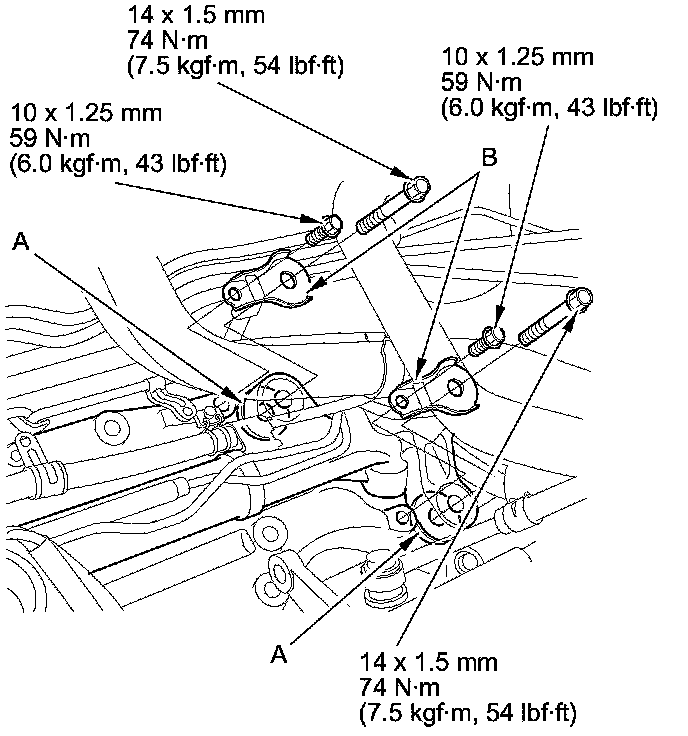 14 x 1.5 mm
74 N·m
(7.5 kgf·m, 54 lbf·ft)
10 x 1.25 mm
59 N·m
(6.0 kgf·m, 43 lbf·ft)
10 x 1.25 mm
59 N·m
(6.0 kgf·m, 43 lbf·ft)
B
A
A
14 x 1.5 mm
74 N·m
(7.5 kgf·m, 54 lbf·ft)